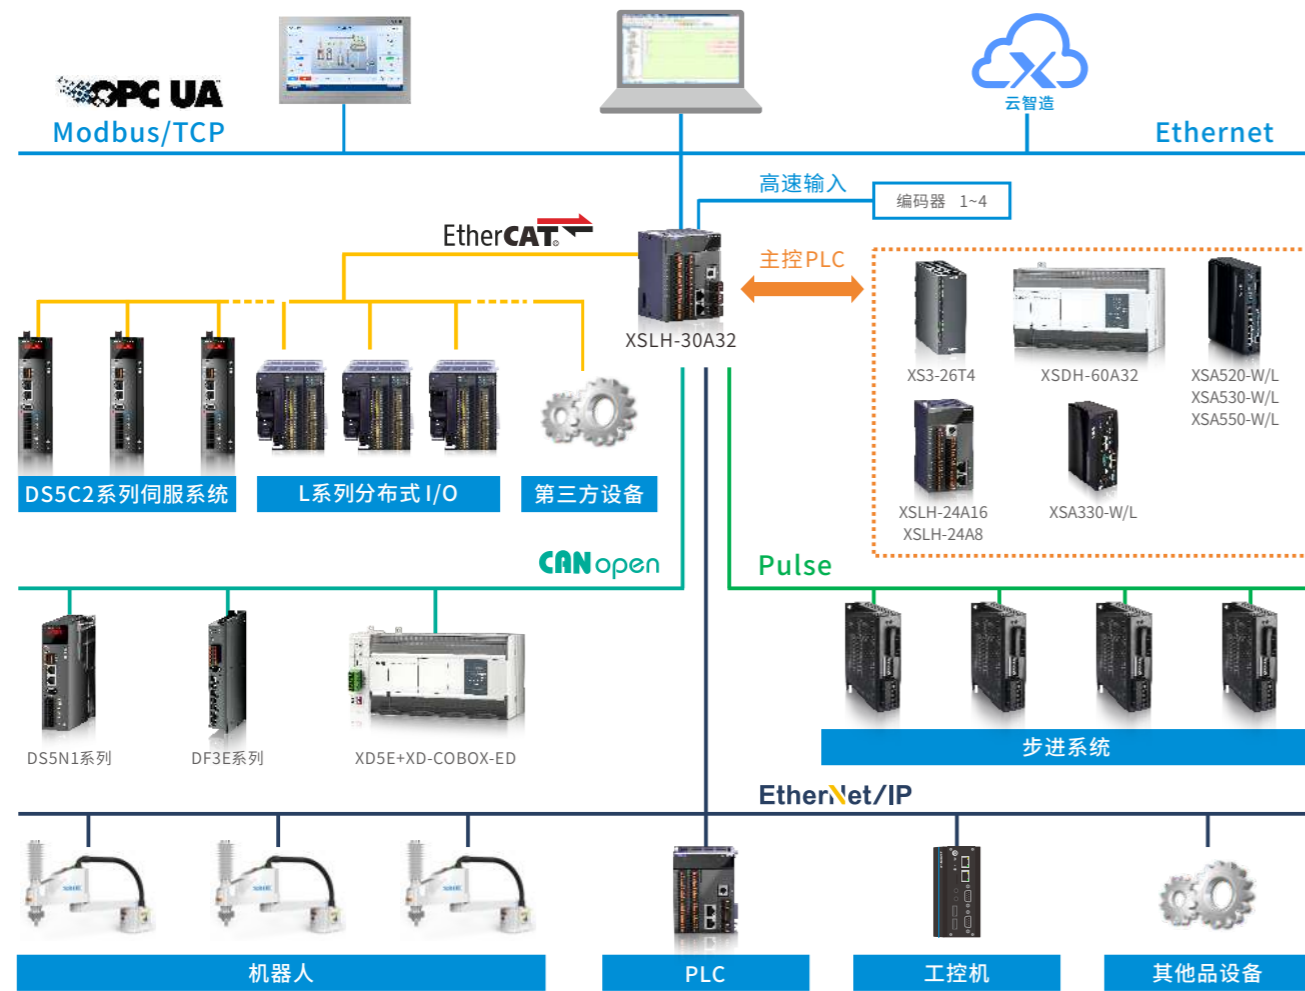 OPC UA
Modbus/TCP
云智造
Ethernet
高速输入
编码器 1~4
EtherCAT
主控PLC
XSLH-30A32
XS3-26T4
XSDH-60A32
XSA520-W/L
XSA530-W/L
XSA550-W/L
XSLH-24A16
XSLH-24A8
XSA330-W/L
DS5C2系列伺服系统
L系列分布式 I/O
第三方设备
CANopen
Pulse
DS5N1系列
DF3E系列
XD5E+XD-COBOX-ED
步进系统
EtherNet/IP
机器人
PLC
工控机
其他品设备